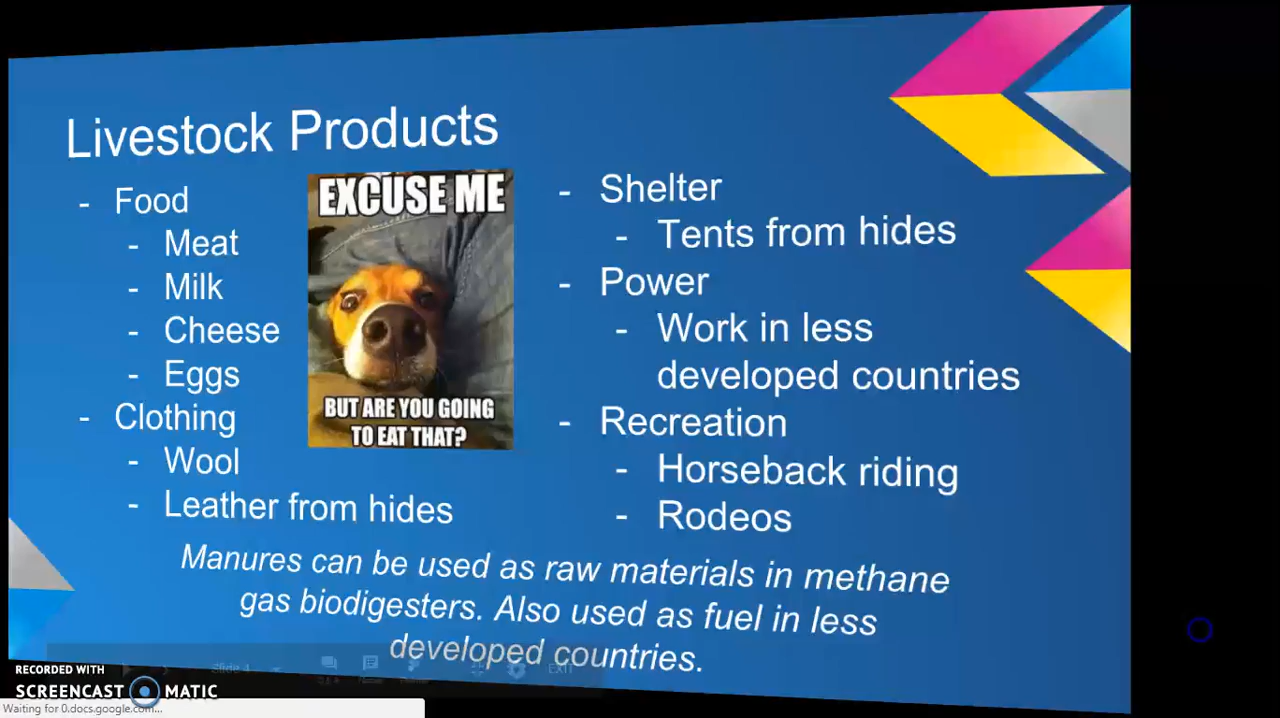 Livestock Products
- Food
- Meat
- Milk
- Cheese
- Eggs
- Clothing
- Wool
- Leather from hides
EXCUSE ME
BUT ARE YOU GOING
TO EAT THAT?
- Shelter
- Tents from hides
- Power
- Work in less
developed countries
- Recreation
- Horseback riding
- Rodeos
Manures can be used as raw materials in methane
gas biodigesters. Also used as fuel in less
developed countries.
Slide 4
EXIT
RECORDED WITH
SCREENCAST MATIC
Waiting for 0.docs.google.com...